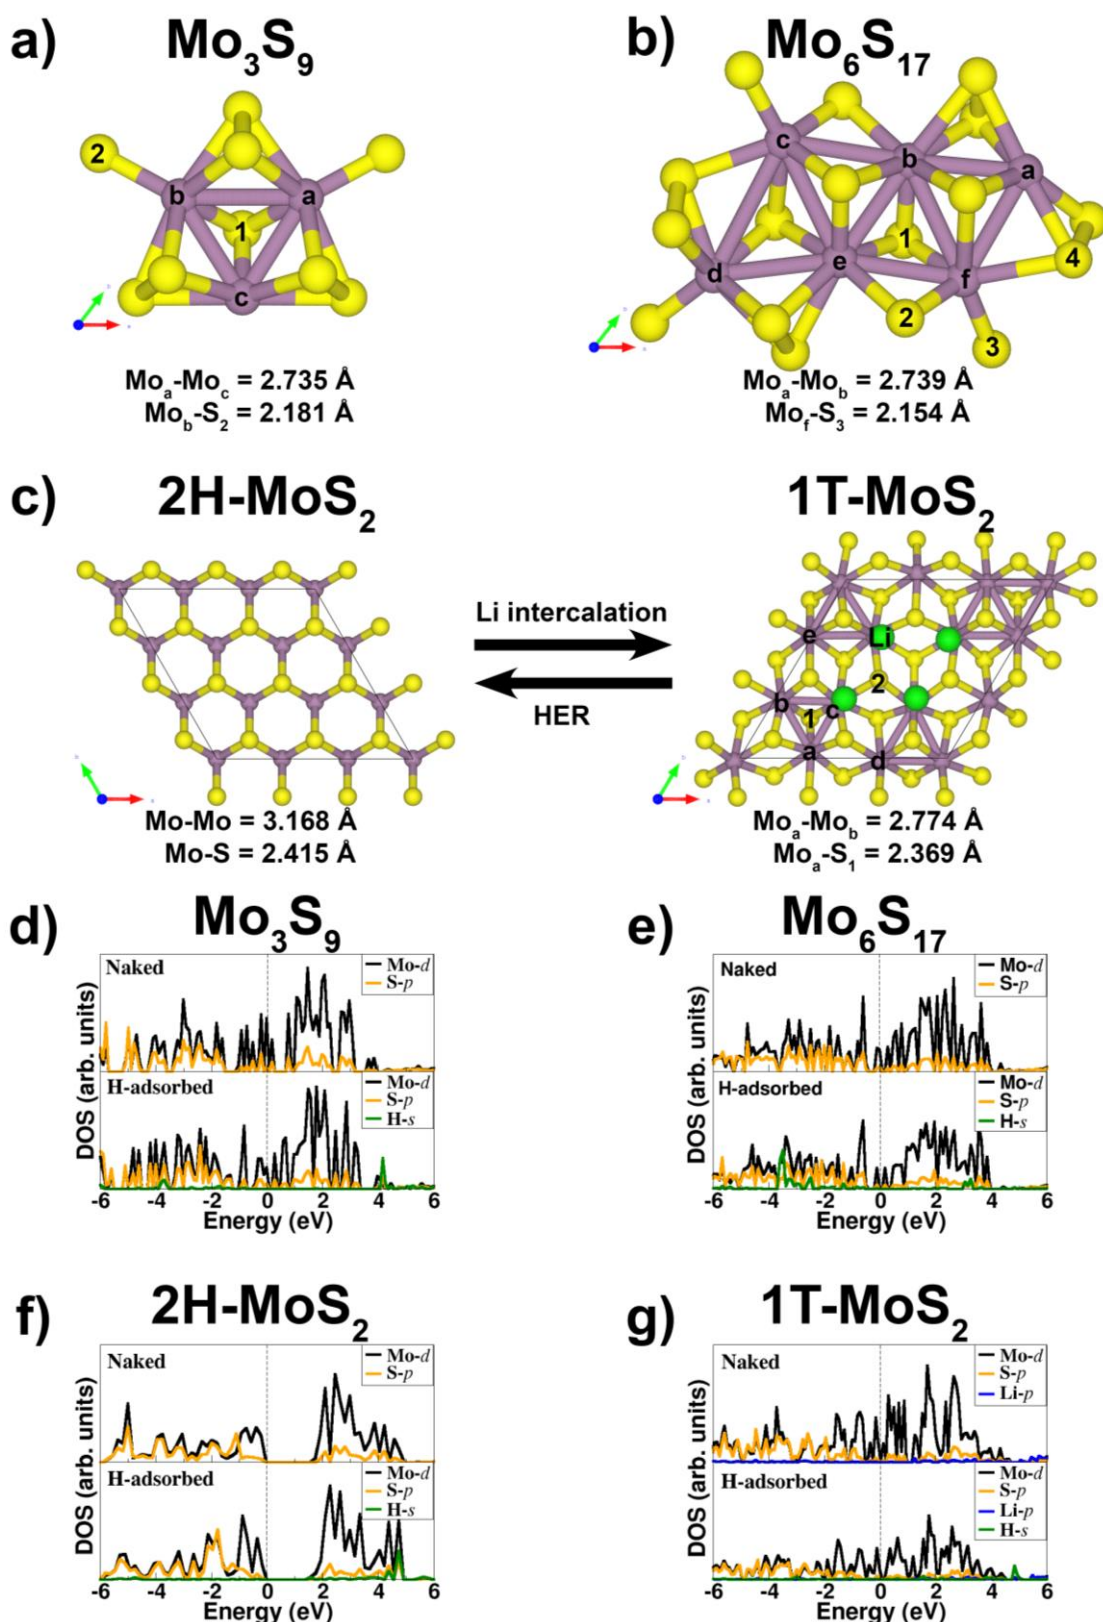 a) Mo3S9
b) Mo6S17
2
b
a
1
c
Moa-Moc = 2.735 Å
Mob-S2 = 2.181 Å
c
b
a
1
4
d
e
f
2
3
Moa-Mob = 2.739 Å
Mof-S3 = 2.154 Å
c) 2H-MoS2
1T-MoS2
Li intercalation
HER
Mo-Mo = 3.168 Å
Mo-S = 2.415 Å
e
Li
2
b
1
c
a
d
Moa-Mob = 2.774 Å
Moa-S1 = 2.369 Å
d) Mo3S9
Naked
Mo-d
S-p
H-adsorbed
Mo-d
S-p
H-s
DOS (arb. units)
-6 -4 -2 0 2 4 6
Energy (eV)
e) Mo6S17
Naked
Mo-d
S-p
H-adsorbed
Mo-d
S-p
H-s
DOS (arb. units)
-6 -4 -2 0 2 4 6
Energy (eV)
f) 2H-MoS2
Naked
Mo-d
S-p
H-adsorbed
Mo-d
S-p
H-s
DOS (arb. units)
-6 -4 -2 0 2 4 6
Energy (eV)
g) 1T-MoS2
Naked
Mo-d
S-p
Li-p
H-adsorbed
Mo-d
S-p
Li-p
H-s
DOS (arb. units)
-6 -4 -2 0 2 4 6
Energy (eV)